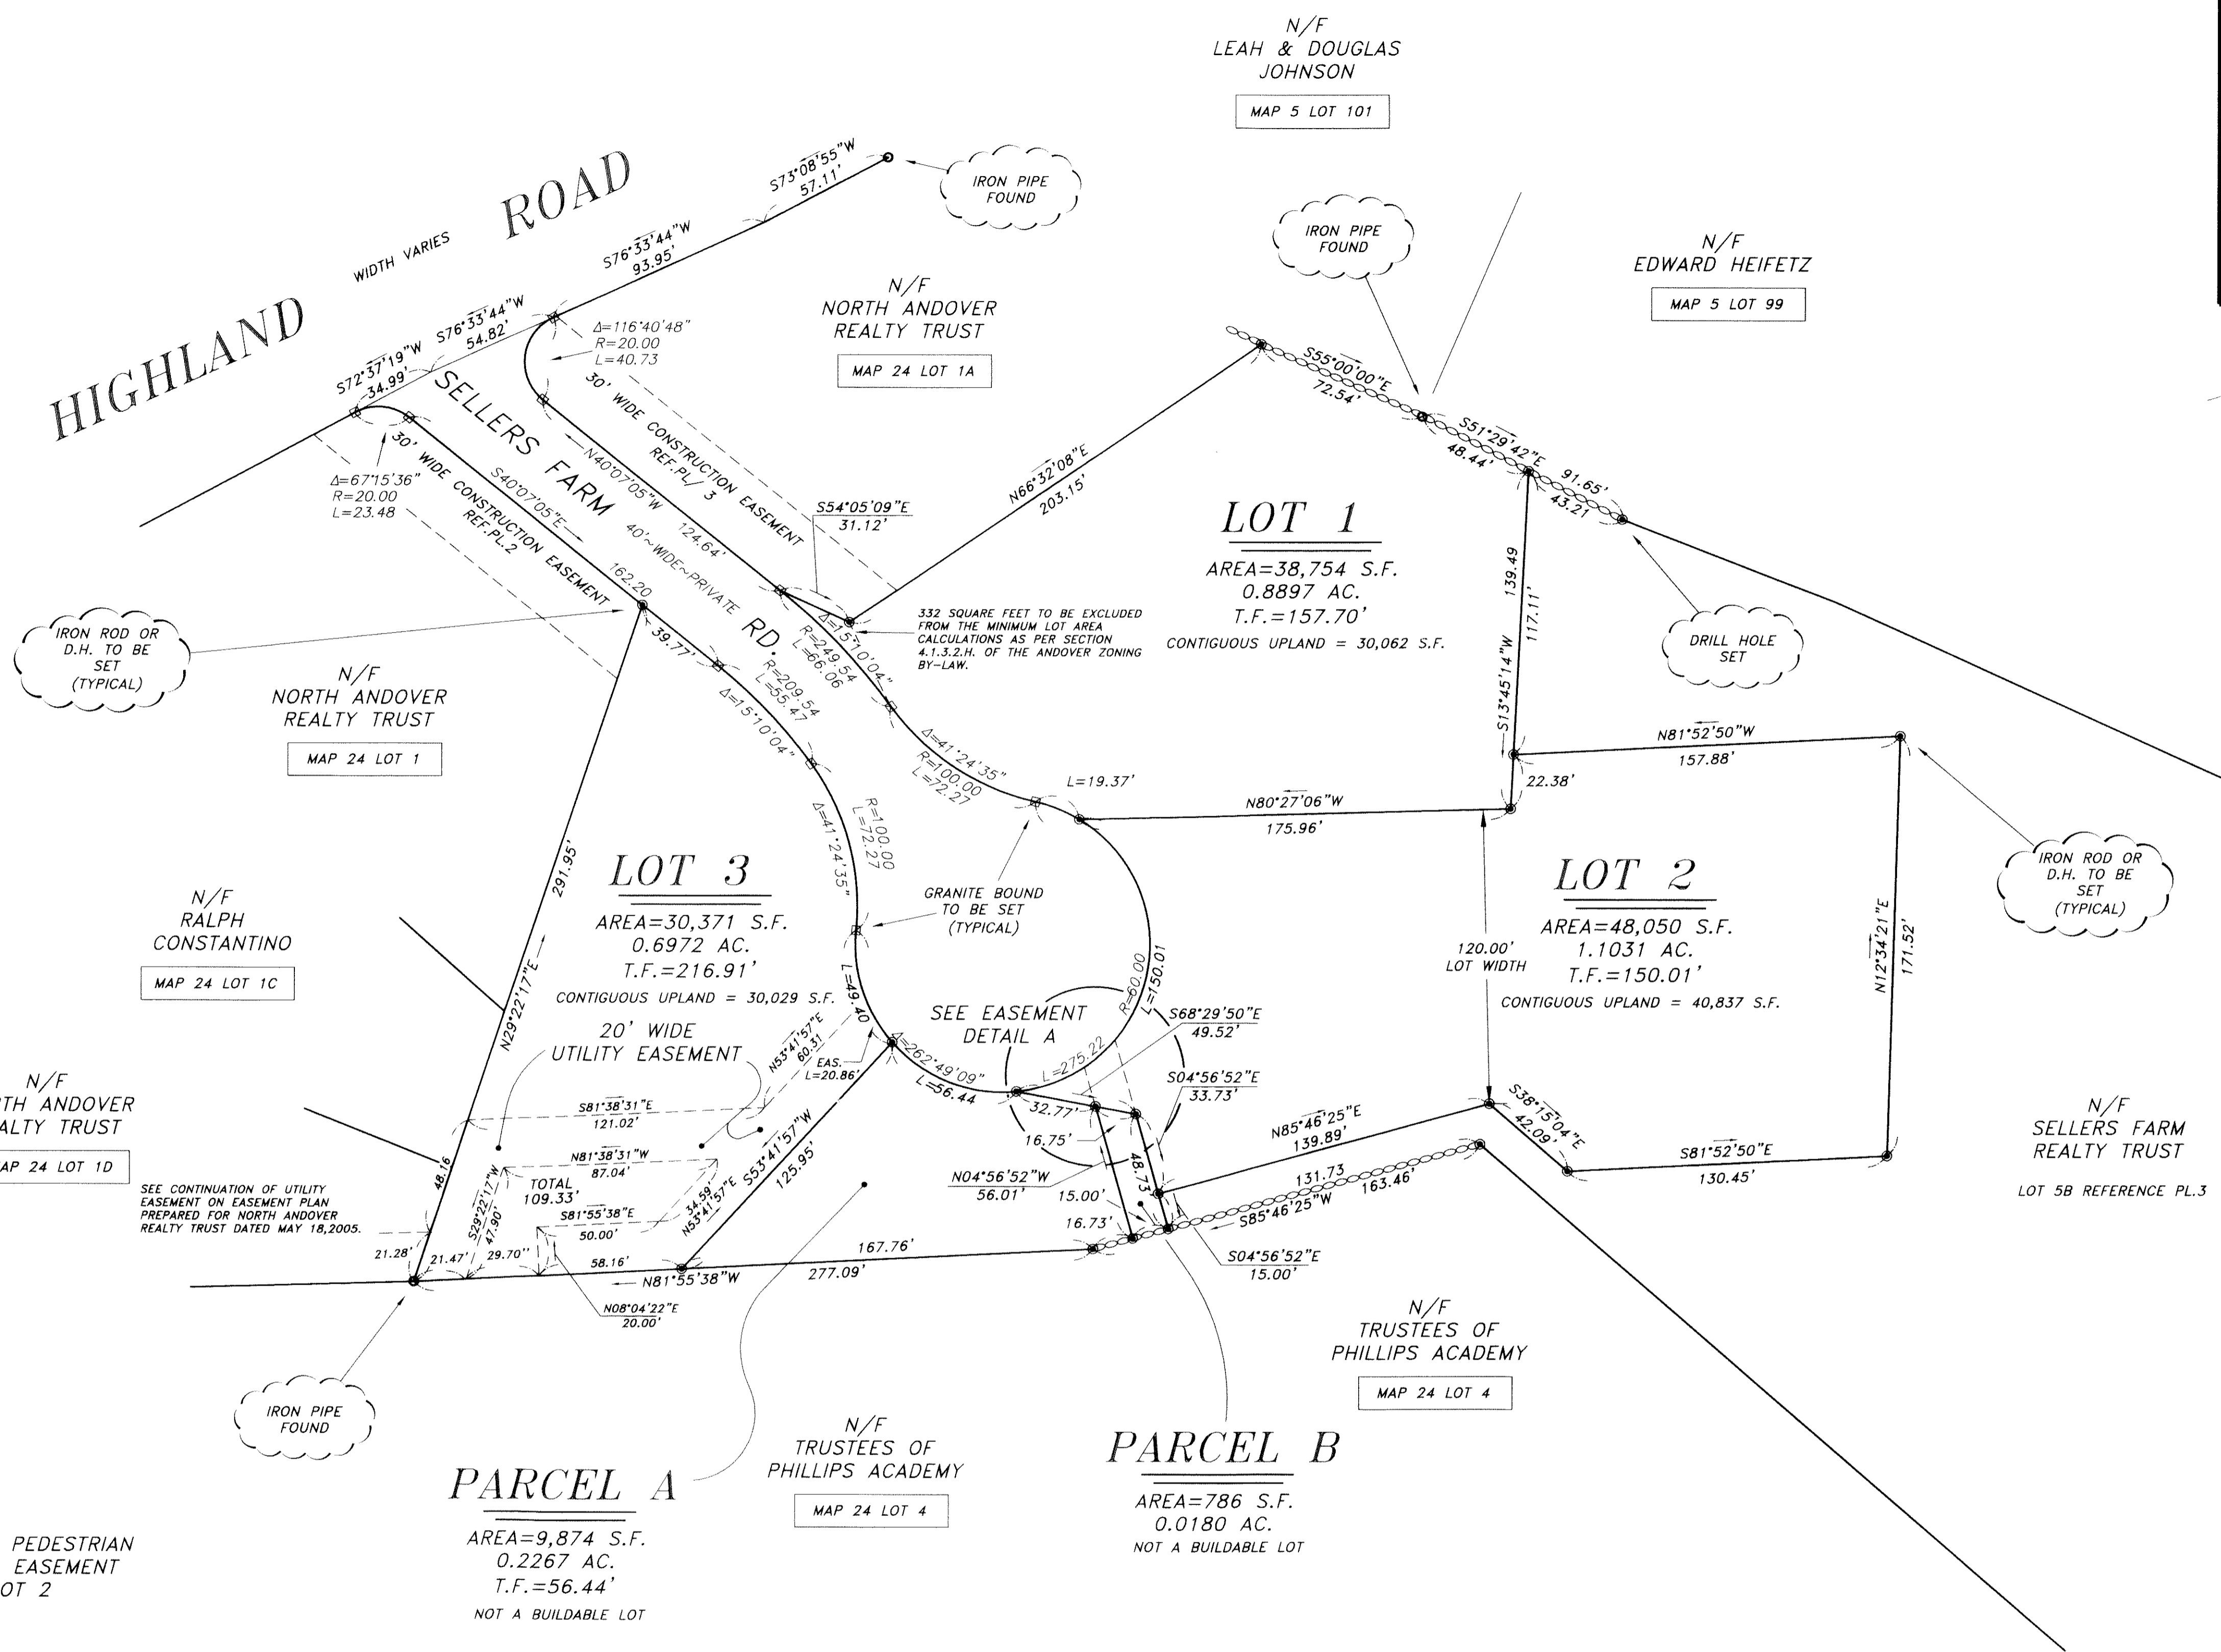 N/F
LEAH & DOUGLAS
JOHNSON
MAP 5 LOT 101
HIGHLAND ROAD
WIDTH VARIES
S73°08'55"W
57.11'
IRON PIPE
FOUND
S76°33'44"W
93.95'
IRON PIPE
FOUND
N/F
EDWARD HEIFETZ
MAP 5 LOT 99
N/F
NORTH ANDOVER
REALTY TRUST
MAP 24 LOT 1A
S76°33'44"W
54.82'
S72°37'19"W
34.99'
Δ=116°40'48"
R=20.00
L=40.73
30' WIDE CONSTRUCTION EASEMENT
REF.PL/ 3
SELLERS FARM RD.
40'~WIDE~PRIVATE
N40°07'05"W
124.64'
Δ=67°15'36"
R=20.00
L=23.48
30' WIDE CONSTRUCTION EASEMENT
REF.PL.2
S40°07'05"E
162.20
39.77'
S54°05'09"E
31.12'
N66°32'08"E
203.15'
S55°00'00"E
72.54'
S51°29'42"E
48.44'
91.65'
43.21
LOT 1
AREA=38,754 S.F.
0.8897 AC.
T.F.=157.70'
CONTIGUOUS UPLAND = 30,062 S.F.
139.49
117.11'
S13°45'14"W
DRILL HOLE
SET
332 SQUARE FEET TO BE EXCLUDED
FROM THE MINIMUM LOT AREA
CALCULATIONS AS PER SECTION
4.1.3.2.H. OF THE ANDOVER ZONING
BY-LAW.
Δ=15°10'04"
R=249.54
L=66.06
R=209.54
L=55.47
Δ=15°10'04"
IRON ROD OR
D.H. TO BE
SET
(TYPICAL)
N/F
NORTH ANDOVER
REALTY TRUST
MAP 24 LOT 1
Δ=41°24'35"
R=100.00
L=72.27
L=19.37'
N80°27'06"W
175.96'
22.38'
N81°52'50"W
157.88'
R=100.00
L=72.27
Δ=41°24'35"
291.95'
N29°22'17"E
LOT 3
AREA=30,371 S.F.
0.6972 AC.
T.F.=216.91'
CONTIGUOUS UPLAND = 30,029 S.F.
GRANITE BOUND
TO BE SET
(TYPICAL)
LOT 2
AREA=48,050 S.F.
1.1031 AC.
T.F.=150.01'
CONTIGUOUS UPLAND = 40,837 S.F.
120.00'
LOT WIDTH
N12°34'21"E
171.52'
IRON ROD OR
D.H. TO BE
SET
(TYPICAL)
N/F
RALPH
CONSTANTINO
MAP 24 LOT 1C
20' WIDE
UTILITY EASEMENT
SEE EASEMENT
DETAIL A
R=60.00
L=150.01
L=49.40
EAS.
L=20.86'
N53°41'57"E
60.31
Δ=262°49'09"
L=56.44
L=275.22
S68°29'50"E
49.52'
S04°56'52"E
33.73'
32.77'
16.75'
48.73'
N04°56'52"W
56.01'
15.00'
16.73'
N85°46'25"E
139.89'
131.73
163.46'
S85°46'25"W
S38°15'04"E
42.09'
S81°52'50"E
130.45'
S04°56'52"E
15.00'
N/F
SELLERS FARM
REALTY TRUST
LOT 5B REFERENCE PL.3
N/F
TH ANDOVER
ALTY TRUST
AP 24 LOT 1D
SEE CONTINUATION OF UTILITY
EASEMENT ON EASEMENT PLAN
PREPARED FOR NORTH ANDOVER
REALTY TRUST DATED MAY 18,2005.
S81°38'31"E
121.02'
N81°38'31"W
87.04'
TOTAL
109.33'
S81°55'38"E
50.00'
34.59'
N53°41'57"E
S53°41'57"W
125.95'
48.16
S29°22'17"W
47.90'
21.28'
21.47'
29.70''
58.16'
N81°55'38"W
167.76'
277.09'
N08°04'22"E
20.00'
IRON PIPE
FOUND
N/F
TRUSTEES OF
PHILLIPS ACADEMY
MAP 24 LOT 4
N/F
TRUSTEES OF
PHILLIPS ACADEMY
MAP 24 LOT 4
PARCEL A
AREA=9,874 S.F.
0.2267 AC.
T.F.=56.44'
NOT A BUILDABLE LOT
PARCEL B
AREA=786 S.F.
0.0180 AC.
NOT A BUILDABLE LOT
PEDESTRIAN
EASEMENT
OT 2